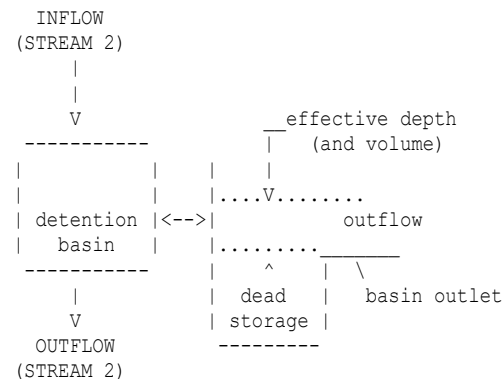 INFLOW
(STREAM 2)
effective depth
(and volume)
detention
basin
outflow
dead
storage
basin outlet
OUTFLOW
(STREAM 2)